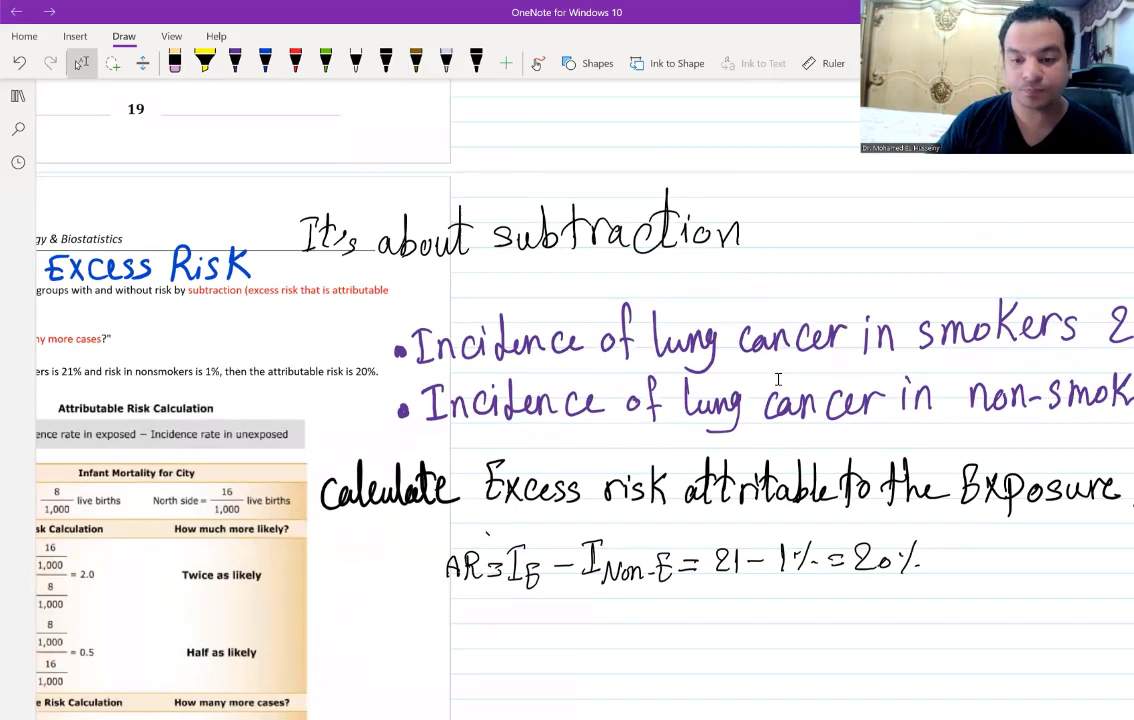 OneNote for Windows 10
Home Insert Draw View Help
Shapes Ink to Shape Ink to Text Ruler
Dr. Mohamed EL Husseiny
19
gy & Biostatistics
It's about subtraction
Excess Risk
groups with and without risk by subtraction (excess risk that is attributable
• Incidence of lung cancer in smokers 2
ny more cases?"
ers is 21% and risk in nonsmokers is 1%, then the attributable risk is 20%.
• Incidence of lung cancer in non-smok
Attributable Risk Calculation
ence rate in exposed − Incidence rate in unexposed
Calculate Excess risk attritable to the Exposure.
Infant Mortality for City
8/1,000 live births North side = 16/1,000 live births
sk Calculation How much more likely?
AR = I_E − I_Non-E = 21 − 1% = 20%
16
1,000
= 2.0 Twice as likely
8
1,000
8
1,000
= 0.5 Half as likely
16
1,000
e Risk Calculation How many more cases?